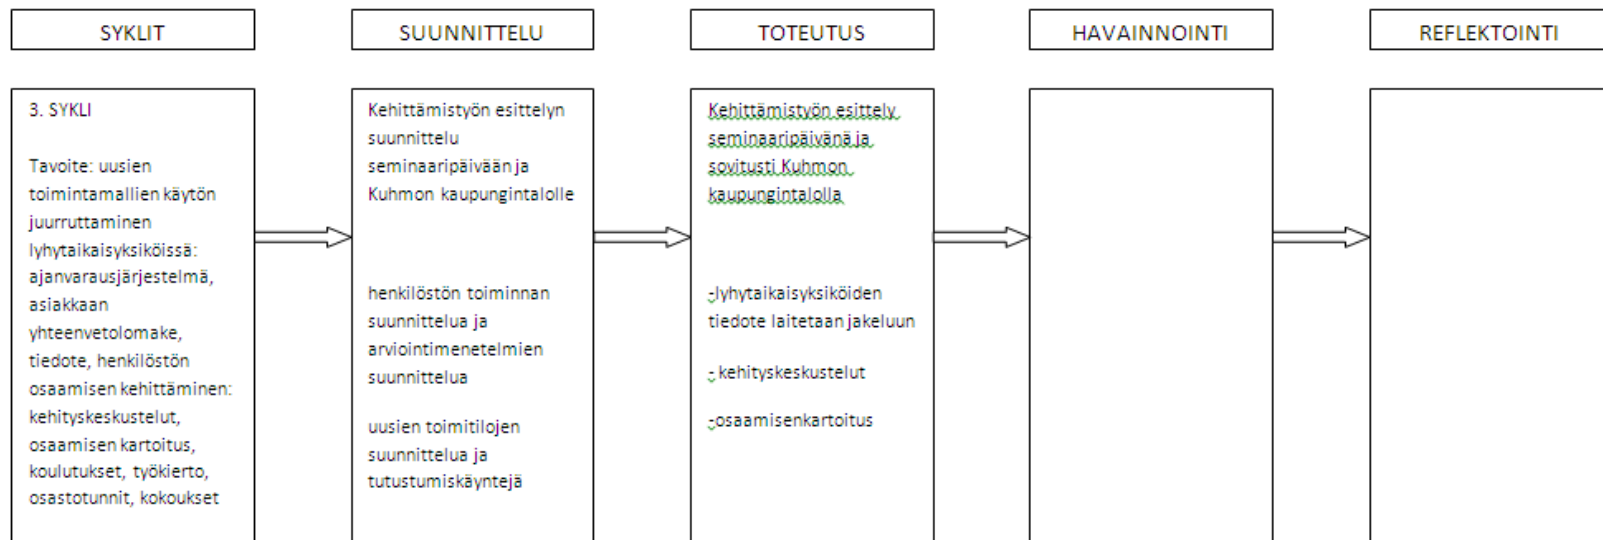 SYKLIT
SUUNNITTELU
TOTEUTUS
HAVAINNOINTI
REFLEKTOINTI
3. SYKLI
Tavoite: uusien
toimintamallien käytön
juurruttaminen
lyhytaikaisyksiköissä:
ajanvarausjärjestelmä,
asiakkaan
yhteenvetolomake,
tiedote, henkilöstön
osaamisen kehittäminen:
kehityskeskustelut,
osaamisen kartoitus,
koulutukset, työkierto,
osastotunnit, kokoukset
Kehittämistyön esittelyn
suunnittelu
seminaaripäivään ja
Kuhmon kaupungintalolle
henkilöstön toiminnan
suunnittelua ja
arviointimenetelmien
suunnittelua
uusien toimitilojen
suunnittelua ja
tutustumiskäyntejä
Kehittämistyön esittely
seminaaripäivänä ja
sovitusti Kuhmon
kaupungintalolla
-lyhytaikaisyksiköiden
tiedote laitetaan jakeluun
- kehityskeskustelut
-osaamisenkartoitus